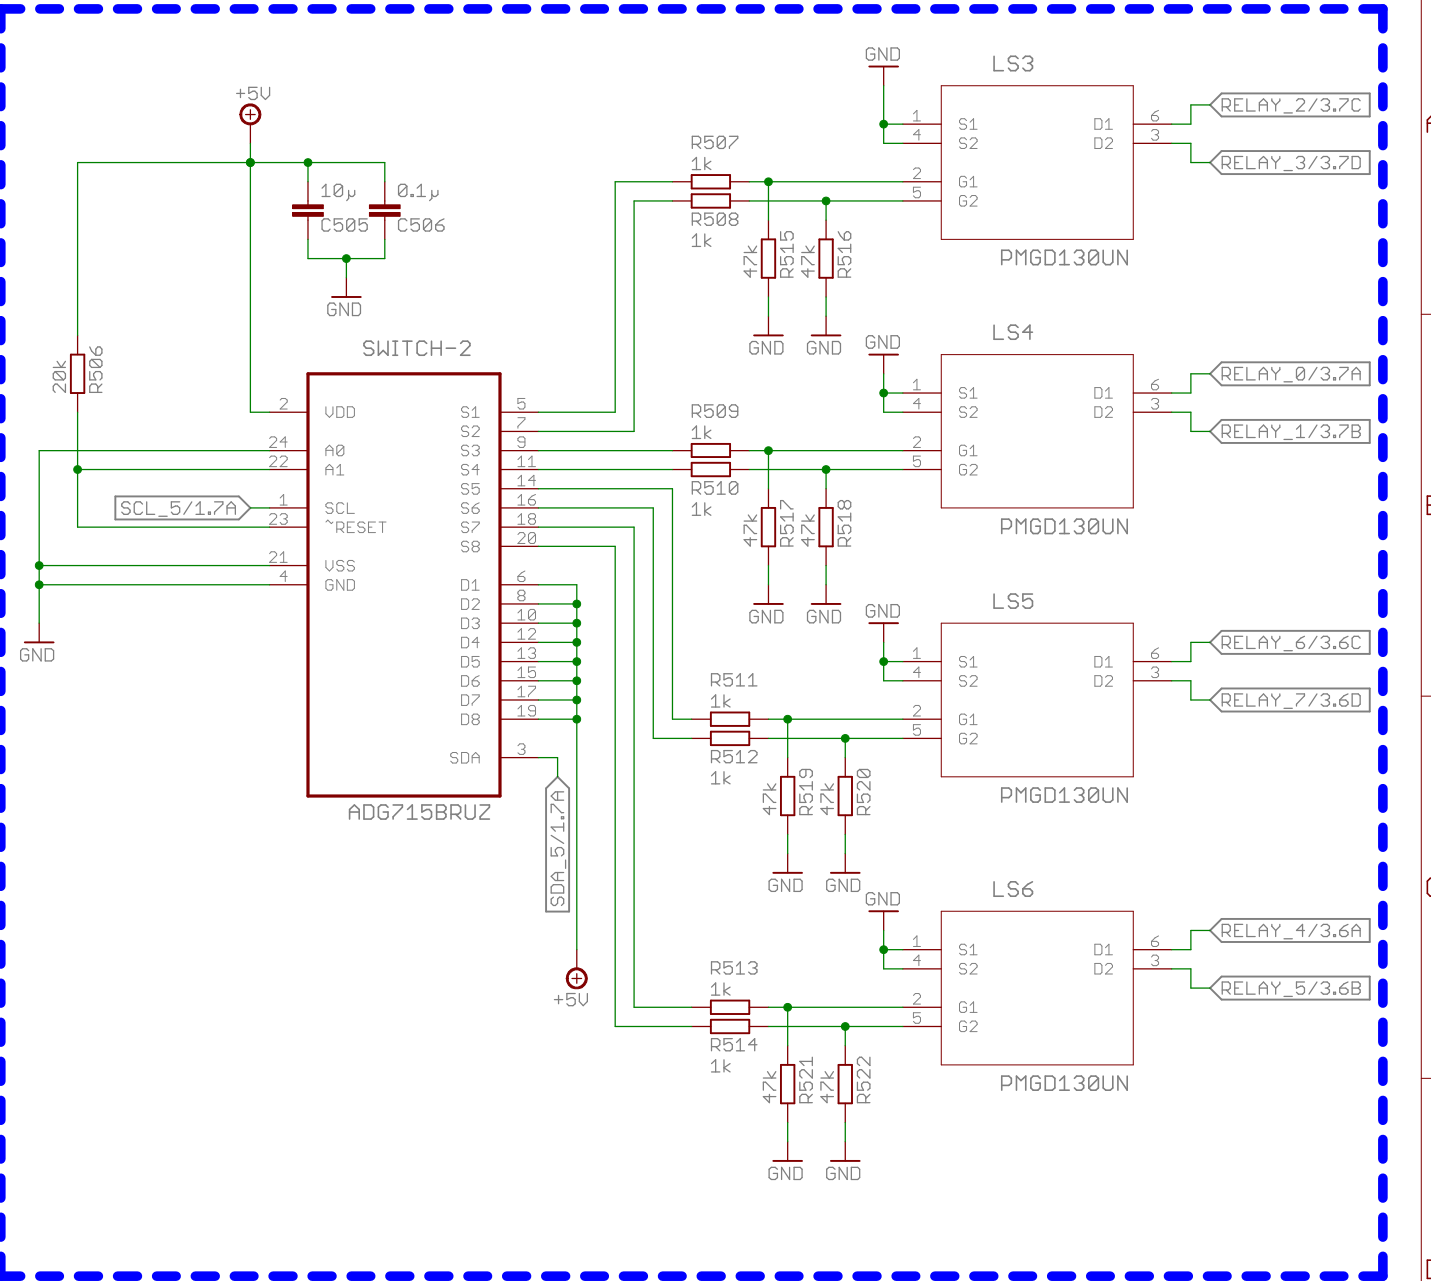 +5V
10µ
C505
0.1µ
C506
GND
20k
R506
SWITCH-2
2 VDD
24 A0
22 A1
SCL_5/1.7A
1 SCL
23 ~RESET
21 VSS
4 GND
GND
S1 5
S2 7
S3 9
S4 11
S5 14
S6 16
S7 18
S8 20
D1 6
D2 8
D3 10
D4 12
D5 13
D6 15
D7 17
D8 19
SDA 3
ADG715BRUZ
SDA_5/1.7A
+5V
R507
1k
R508
1k
47k
R515
47k
R516
GND
GND
GND
LS3
1 S1
4 S2
2 G1
5 G2
D1 6
D2 3
PMGD130UN
RELAY_2/3.7C
RELAY_3/3.7D
R509
1k
R510
1k
47k
R517
47k
R518
GND
GND
GND
LS4
1 S1
4 S2
2 G1
5 G2
D1 6
D2 3
PMGD130UN
RELAY_0/3.7A
RELAY_1/3.7B
R511
1k
R512
1k
47k
R519
47k
R520
GND
GND
GND
LS5
1 S1
4 S2
2 G1
5 G2
D1 6
D2 3
PMGD130UN
RELAY_6/3.6C
RELAY_7/3.6D
R513
1k
R514
1k
47k
R521
47k
R522
GND
GND
GND
LS6
1 S1
4 S2
2 G1
5 G2
D1 6
D2 3
PMGD130UN
RELAY_4/3.6A
RELAY_5/3.6B